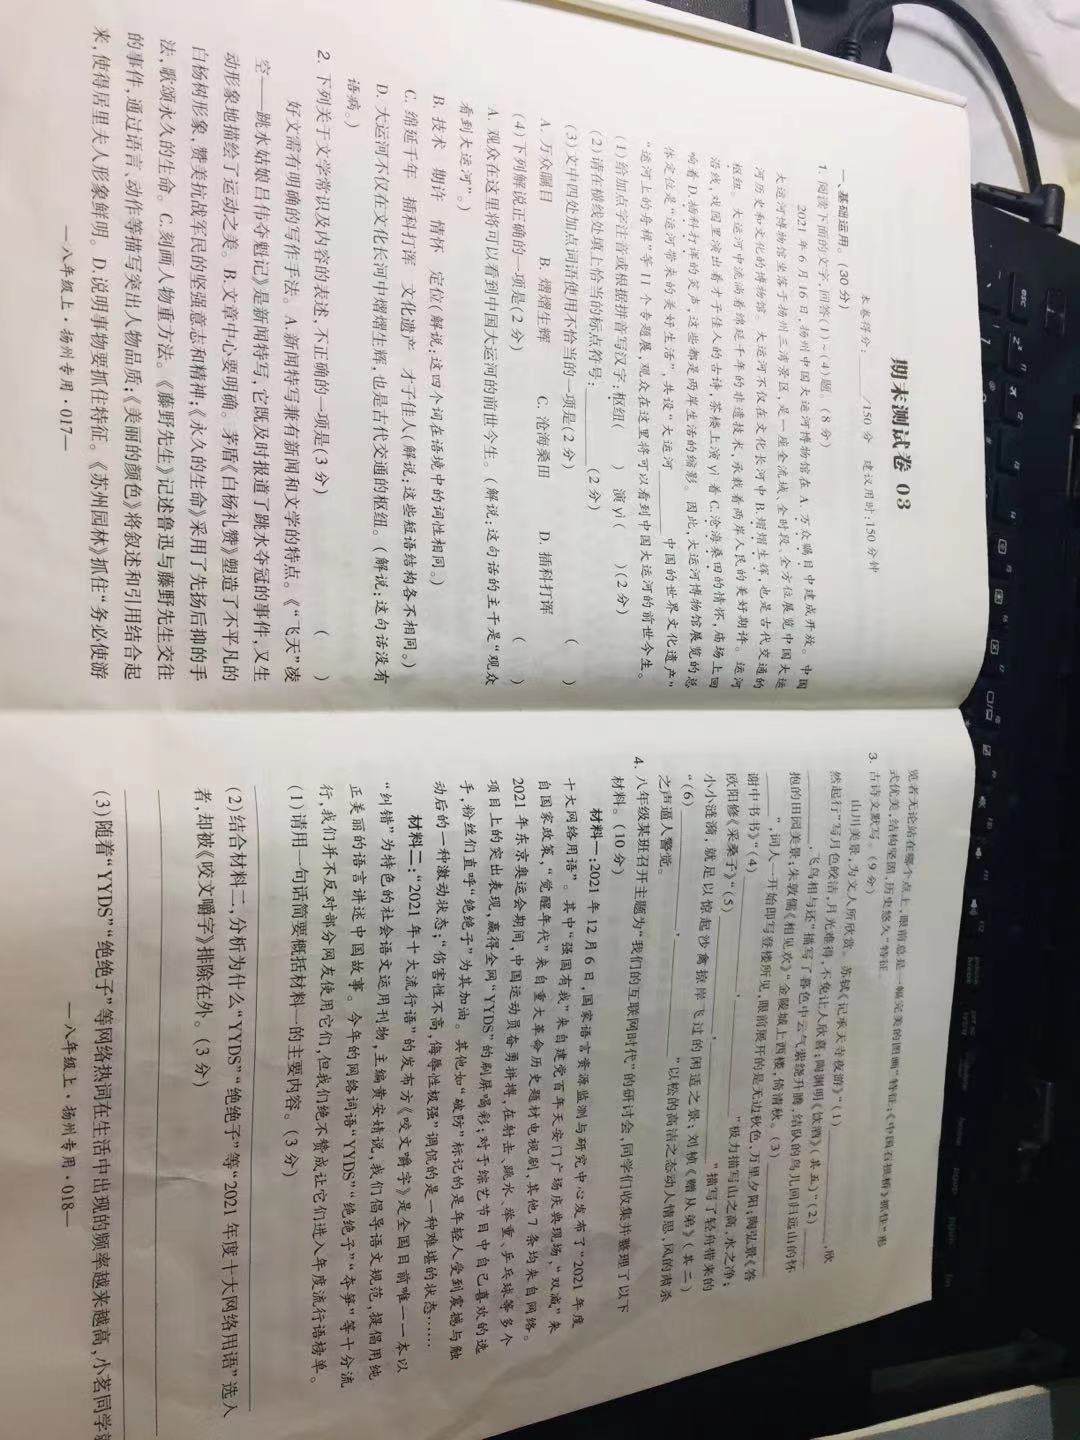 期末测试卷 03
本卷得分:______/150 分 建议用时:150 分钟
一、基础运用。(30 分)
1. 阅读下面的文字,回答(1)~(4)题。(8 分)
2021 年 6 月 16 日,扬州中国大运河博物馆在 A. 万众瞩目中建成开放。中国
大运河博物馆坐落于扬州三湾景区,是一座全流域、全时段、全方位展览中国大运
河历史和文化的博物馆 大运河不仅在文化长河中 B. 熠熠生辉,也是古代交通的
枢纽。大运河中流淌着绵延千年的非遗技术,承载着两岸人民的美好期许。运河
沿线,戏园里演出着才子佳人的古诗,茶楼上演 yì 着 C. 沧海桑田的情怀,庙场上回
响着 D. 插科打诨的笑声,这些都是两岸生活的缩影。因此,大运河博物馆展览的总
体定位是“运河带来的美好生活”,共设“大运河______中国的世界文化遗产”
“运河上的舟楫”等 11 个专题展,观众在这里将可以看到中国大运河的前世今生。
(1) 给加点字注音或根据拼音写汉字:枢纽( ) 演 yì( )(2 分)
(2) 请在横线处填上恰当的标点符号:______(2 分)
(3) 文中四处加点词语使用不恰当的一项是(2 分) ( )
A. 万众瞩目 B. 熠熠生辉 C. 沧海桑田 D. 插科打诨
(4) 下列解说正确的一项是(2 分) ( )
A. 观众在这里将可以看到中国大运河的前世今生。(解说:这句话的主干是“观众
看到大运河”。)
B. 技术 期许 情怀 定位(解说:这四个词在语境中的词性相同。)
C. 绵延千年 插科打诨 文化遗产 才子佳人(解说:这些短语结构各不相同。)
D. 大运河不仅在文化长河中熠熠生辉,也是古代交通的枢纽。(解说:这句话没有
语病。)
2. 下列关于文学常识及内容的表述,不正确的一项是(3 分) ( )
好文需有明确的写作手法。A. 新闻特写兼有新闻和文学的特点。《“飞天”凌
空——跳水姑娘吕伟夺魁记》是新闻特写,它既及时报道了跳水夺冠的事件,又生
动形象地描绘了运动之美。B. 文章中心要明确。茅盾《白杨礼赞》塑造了不平凡的
白杨树形象,赞美抗战军民的坚强意志和精神;《永久的生命》采用了先扬后抑的手
法,歌颂永久的生命。C. 刻画人物重方法。《藤野先生》记述鲁迅与藤野先生交往
的事件,通过语言、动作等描写突出人物品质;《美丽的颜色》将叙述和引用结合起
来,使得居里夫人形象鲜明。D. 说明事物要抓住特征。《苏州园林》抓住“务必使游
—八年级上·扬州专用·017—
览者无论站在哪个点上,眼前总是一幅完美的图画”特征;《中国石拱桥》抓住“形
式优美,结构坚固,历史悠久”特征
3. 古诗文默写。(9 分)
山川美景,为文人所欣赏。苏轼《记承天寺夜游》“(1)______,欣
然起行”写月色皎洁,月光难得,不免让人欣喜;陶渊明《饮酒》(其五)“(2)______
______,飞鸟相与还”描写了暮色中云气萦绕升腾,结队的鸟儿回归远山的怀
抱的田园美景;朱敦儒《相见欢》“金陵城上西楼,倚清秋。(3)______
______”,词人一开始即写登楼所见,眼前展开的是无边秋色,万里夕阳;陶弘景《答
谢中书书》“(4)______,______”极力描写山之高,水之净;
欧阳修《采桑子》“(5)______,______”描写了轻舟带来的
小小涟漪,就足以惊起沙禽掠岸飞过的闲适之景;刘桢《赠从弟》(其二)
“(6)______,______”以松的高洁之态动人情思,风的肃杀
之声逼人警觉。
4. 八年级某班召开主题为“我们的互联网时代”的研讨会,同学们收集并整理了以下
材料。(10 分)
材料一:2021 年 12 月 6 日,国家语言资源监测与研究中心发布了“2021 年度
十大网络用语”。其中“强国有我”来自建党百年天安门广场庆典现场、“双减”来
自国家政策,“觉醒年代”来自重大革命历史题材电视剧,其他 7 条均来自网络。
2021 年东京奥运会期间,中国运动员奋勇拼搏,在射击、跳水、举重、乒乓球等多个
项目上的突出表现,赢得全网“YYDS”的刷屏喝彩;对于综艺节目中自己喜欢的选
手,粉丝们直呼“绝绝子”为其加油。其他如“破防”标记的是年轻人受到震撼与触
动后的一种激动状态;“伤害性不高,侮辱性极强”调侃的是一种难堪的状态……
材料二:“2021 年十大流行语”的发布方《咬文嚼字》是全国目前唯一一本以
“纠错”为特色的社会语文运用刊物,主编黄安靖说,我们倡导语文规范,提倡用纯
正美丽的语言讲述中国故事。今年的网络词语“YYDS”“绝绝子”“夺笋”等十分流
行,我们并不反对部分网友使用它们,但我们绝不赞成让它们进入年度流行语榜单。
(1) 请用一句话简要概括材料一的主要内容。(3 分)
(2) 结合材料二,分析为什么“YYDS”“绝绝子”等“2021 年度十大网络用语”选入
者,却被《咬文嚼字》排除在外。(3 分)
(3) 随着“YYDS”“绝绝子”等网络热词在生活中出现的频率越来越高,小茗同学
—八年级上·扬州专用·018—
esc